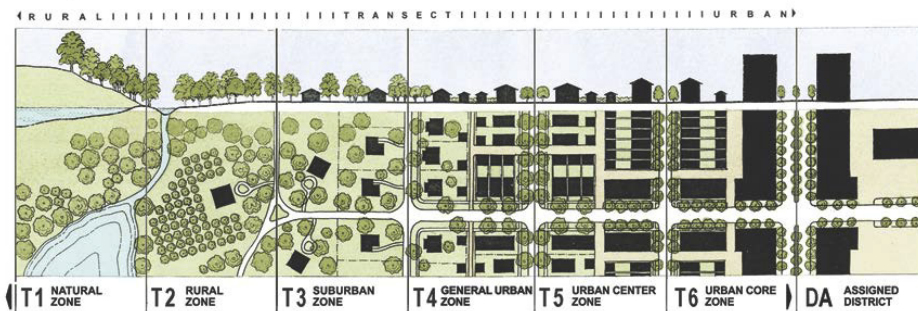 RURAL TRANSECT URBAN
T1 NATURAL ZONE
T2 RURAL ZONE
T3 SUBURBAN ZONE
T4 GENERAL URBAN ZONE
T5 URBAN CENTER ZONE
T6 URBAN CORE ZONE
DA ASSIGNED DISTRICT